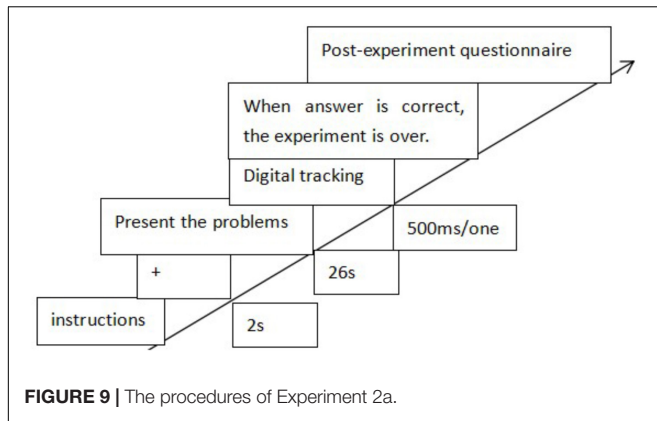 Post-experiment questionnaire
When answer is correct,
the experiment is over.
Digital tracking
Present the problems
500ms/one
+
26s
instructions
2s
FIGURE 9 | The procedures of Experiment 2a.